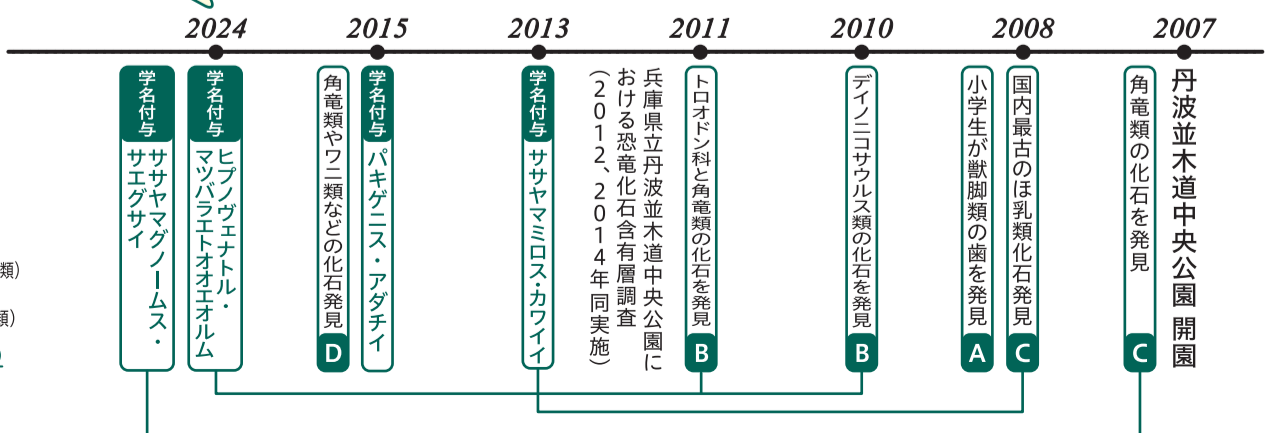 2024
2015
2013
2011
2010
2008
2007
丹波並木道中央公園 開園
角竜類の化石を発見
C
国内最古のほ乳類化石発見
C
小学生が獣脚類の歯を発見
A
デイノニコサウルス類の化石を発見
B
トロオドン科と角竜類の化石を発見
B
兵庫県立丹波並木道中央公園に
おける恐竜化石含有層調査
(2012、2014年同実施)
学名付与
ササヤマミロス・カワイイ
学名付与
パキゲニス・アダチイ
角竜類やワニ類などの化石発見
D
学名付与
ヒプノヴェナトル・
マツバラエトオオエオルム
学名付与
ササヤマグノームス・
サエグサイ
類)